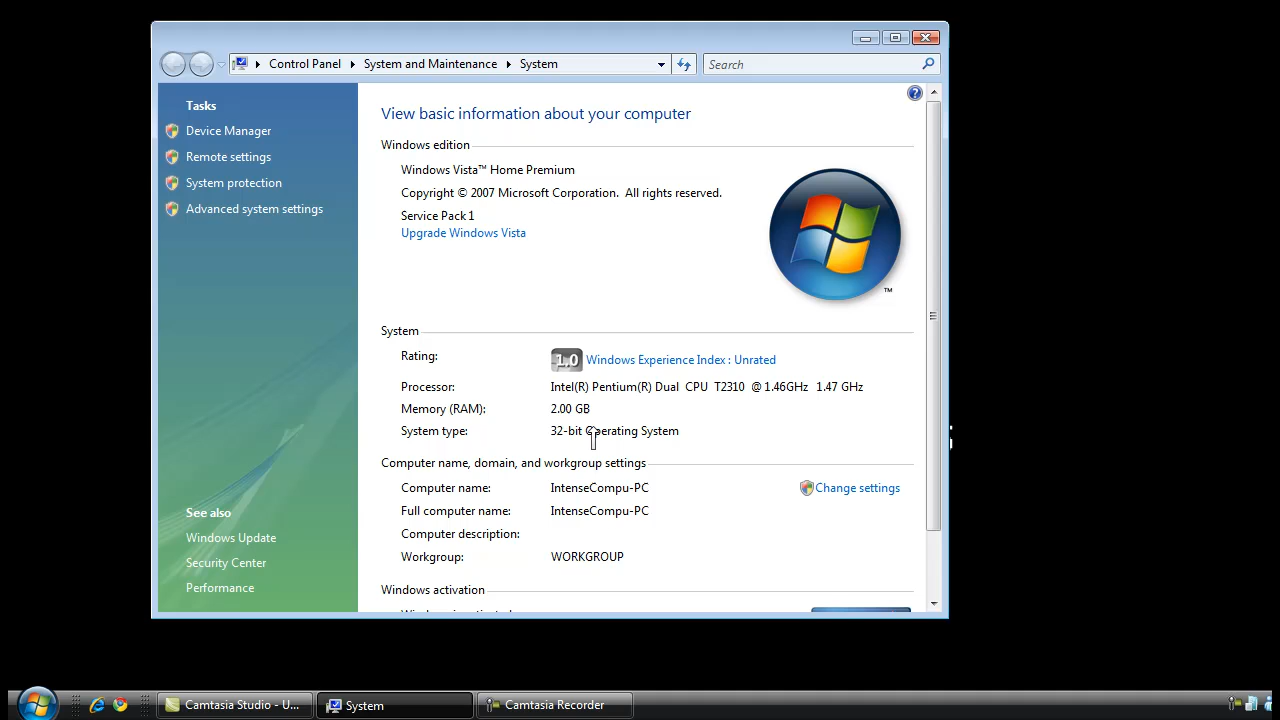 Control Panel
System and Maintenance
System
Search
Tasks
Device Manager
Remote settings
System protection
Advanced system settings
See also
Windows Update
Security Center
Performance
View basic information about your computer
Windows edition
Windows Vista™ Home Premium
Copyright © 2007 Microsoft Corporation. All rights reserved.
Service Pack 1
Upgrade Windows Vista
TM
System
Rating: 1.0 Windows Experience Index : Unrated
Processor: Intel(R) Pentium(R) Dual CPU T2310 @ 1.46GHz 1.47 GHz
Memory (RAM): 2.00 GB
System type: 32-bit Operating System
Computer name, domain, and workgroup settings
Computer name: IntenseCompu-PC
Change settings
Full computer name: IntenseCompu-PC
Computer description:
Workgroup: WORKGROUP
Windows activation
Camtasia Studio - U...
System
Camtasia Recorder